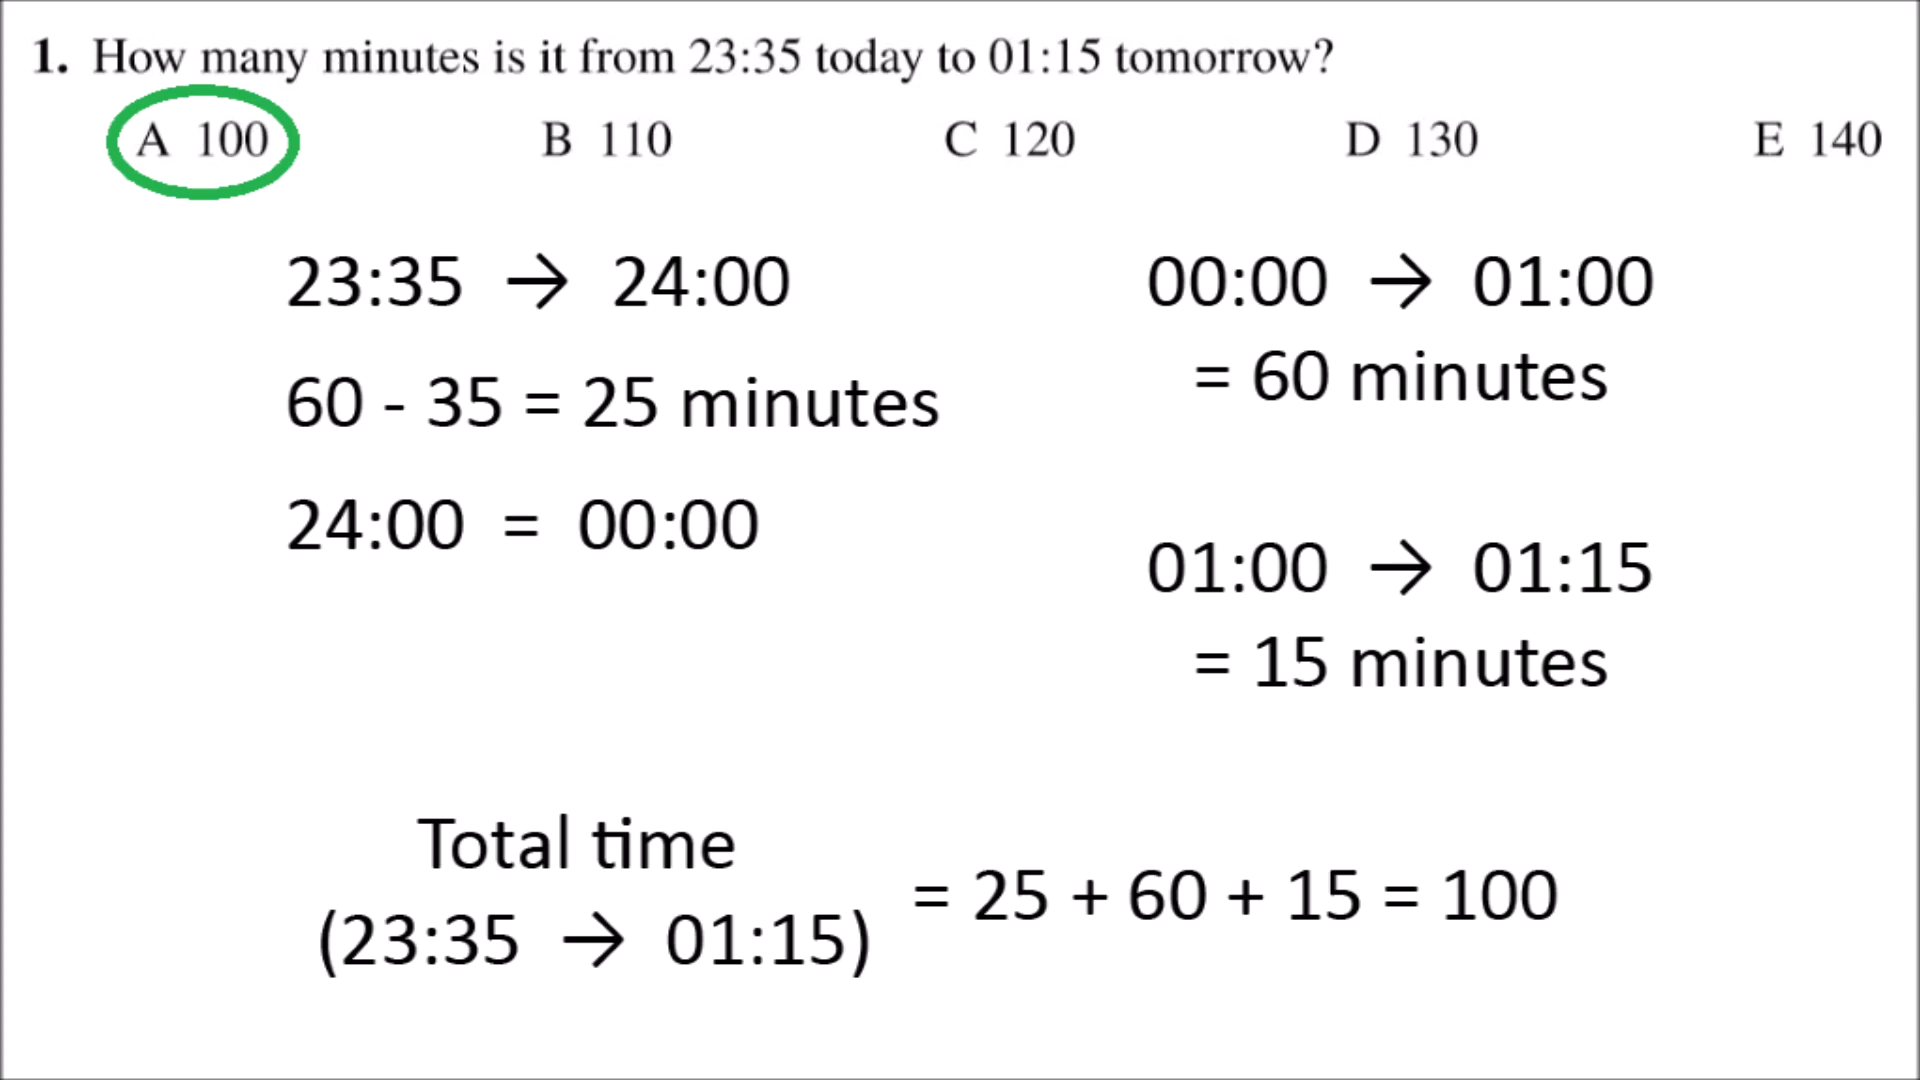 1. How many minutes is it from 23:35 today to 01:15 tomorrow?
A 100 B 110 C 120 D 130 E 140
23:35 → 24:00
60 - 35 = 25 minutes
24:00 = 00:00
00:00 → 01:00
= 60 minutes
01:00 → 01:15
= 15 minutes
Total time
(23:35 → 01:15)
= 25 + 60 + 15 = 100